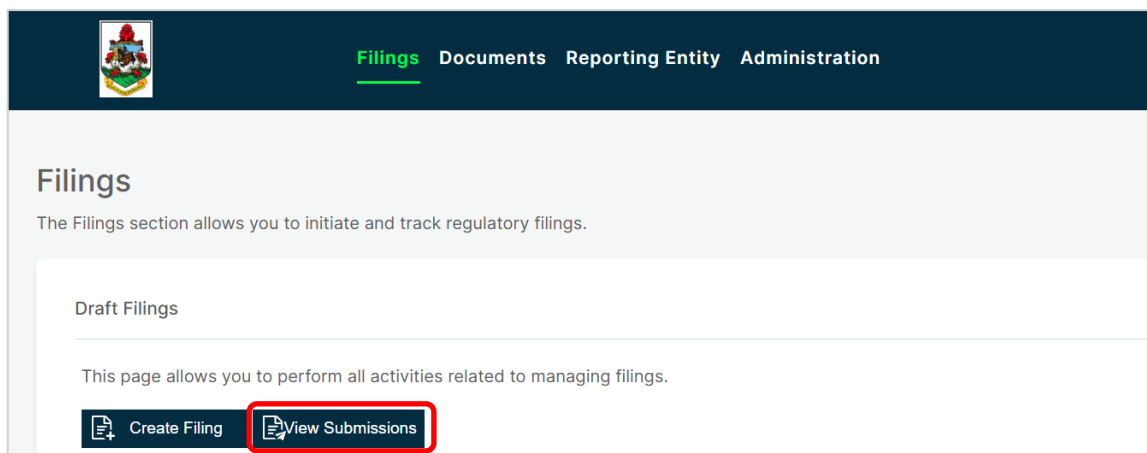 Filings Documents Reporting Entity Administration
Filings
The Filings section allows you to initiate and track regulatory filings.
Draft Filings
This page allows you to perform all activities related to managing filings.
Create Filing View Submissions